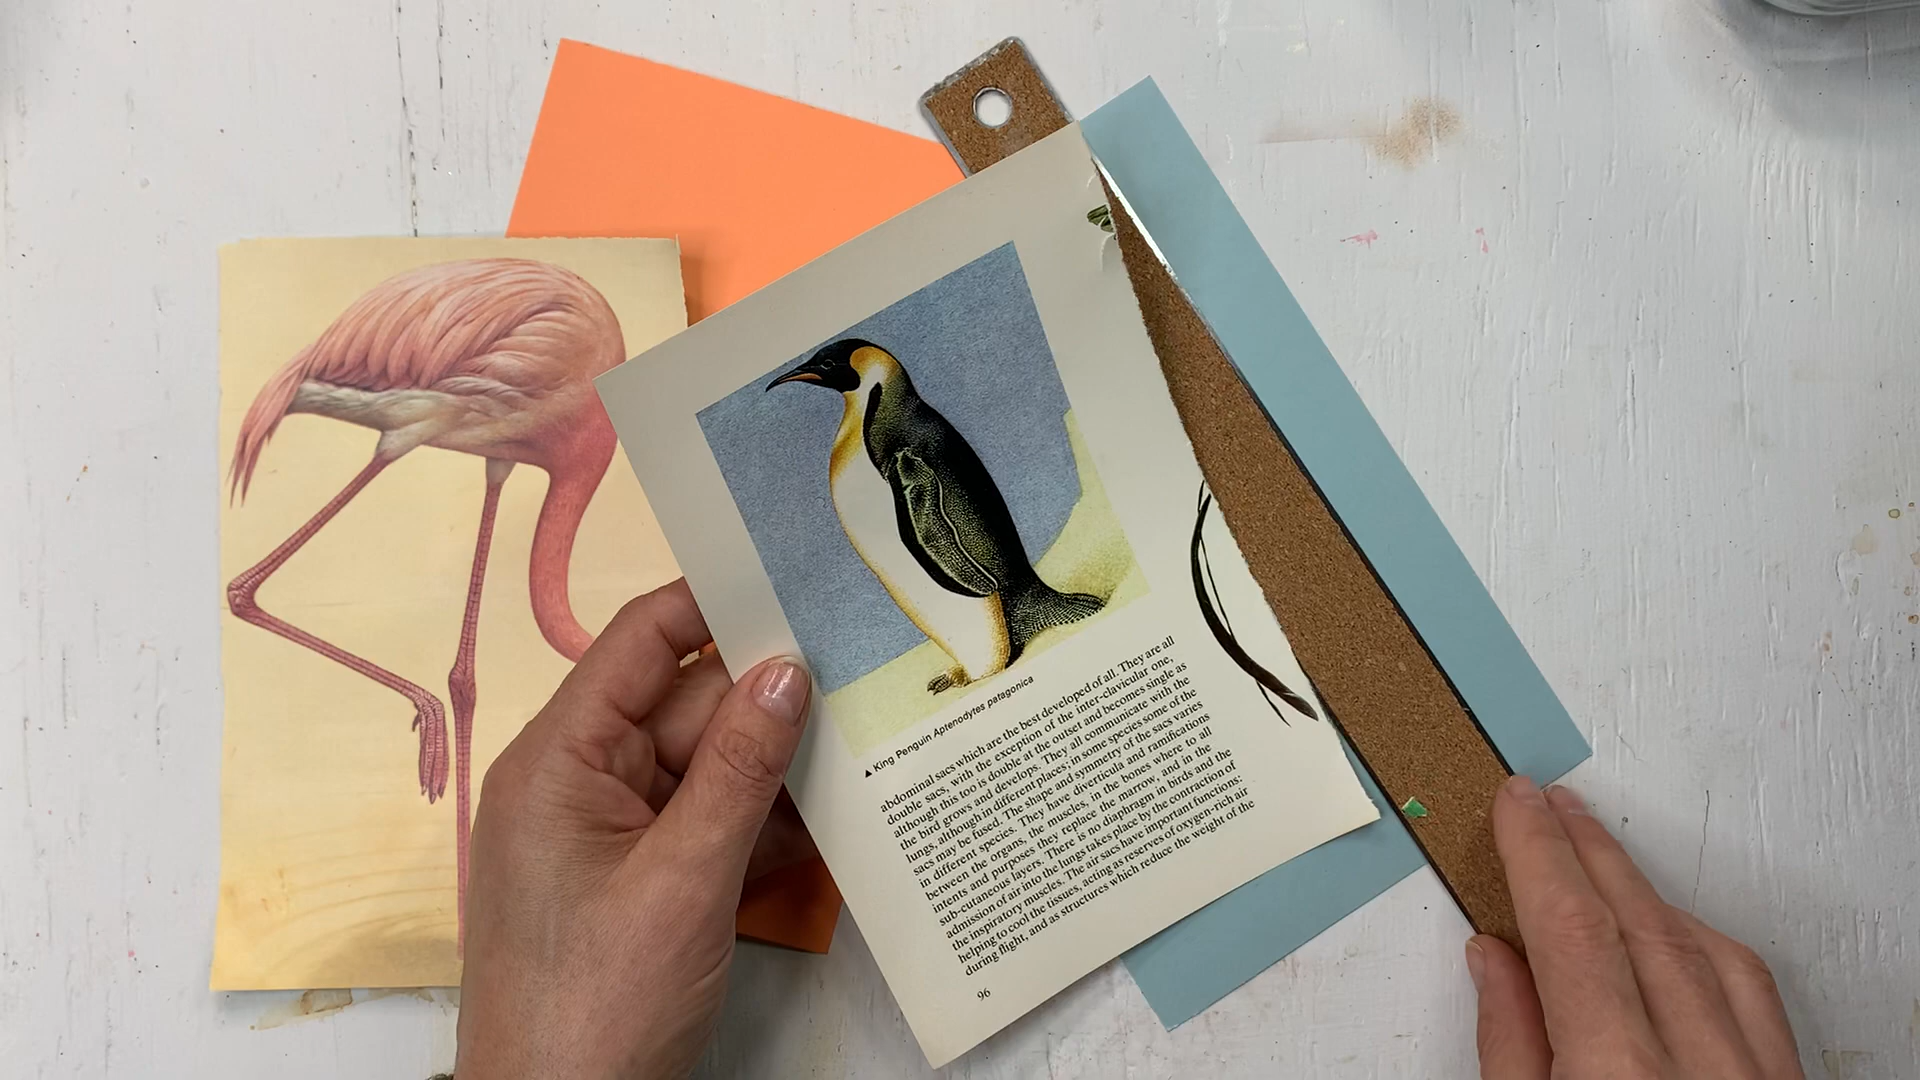 ▲ King Penguin Aptenodytes patagonica
abdominal sacs which are the best developed of all. They are all
double sacs, with the exception of the inter-clavicular one,
although this too is double at the outset and becomes single as
the bird grows and develops. They all communicate with the
lungs, although in different places; in some species some of the
sacs may be fused. The shape and symmetry of the sacs varies
in different species. They have diverticula and ramifications
between the organs, the muscles, in the bones where to all
intents and purposes they replace the marrow, and in the
sub-cutaneous layers. There is no diaphragm in birds and the
admission of air into the lungs takes place by the contraction of
the inspiratory muscles. The air sacs have important functions:
helping to cool the tissues, acting as reserves of oxygen-rich air
during flight, and as structures which reduce the weight of the
96